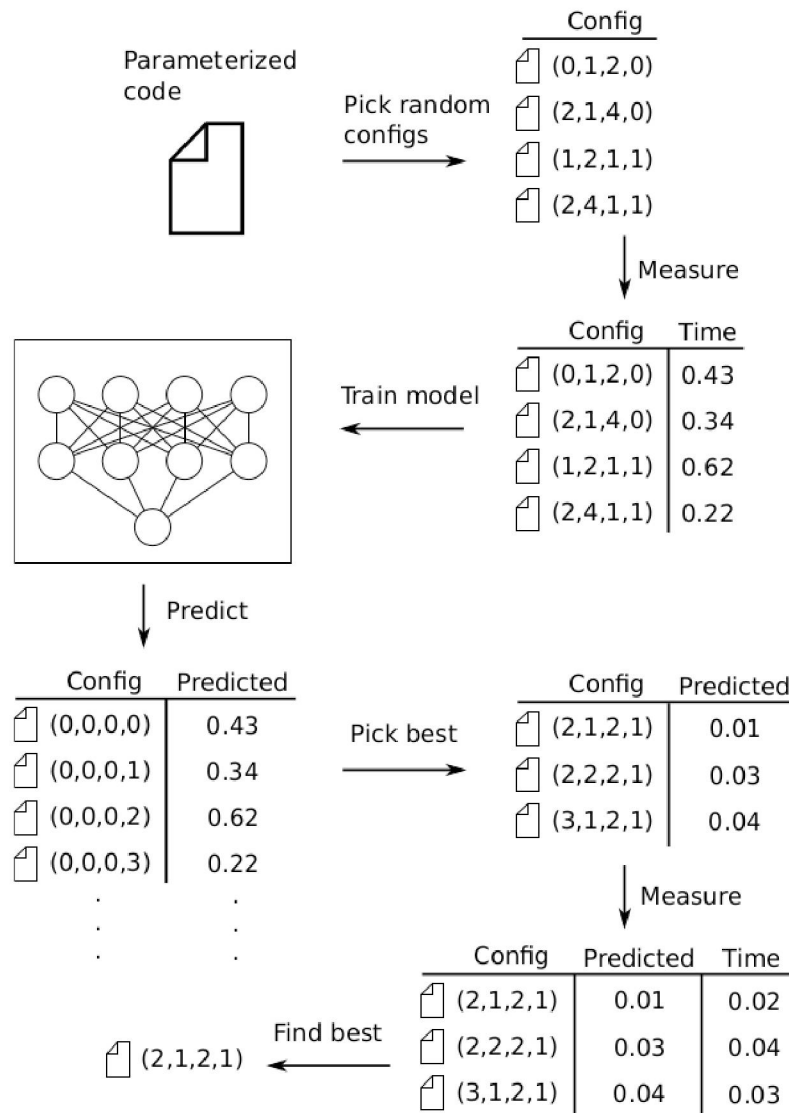 Parameterized
code
Pick random
configs
Config
(0,1,2,0)
(2,1,4,0)
(1,2,1,1)
(2,4,1,1)
Measure
Config Time
(0,1,2,0) 0.43
(2,1,4,0) 0.34
(1,2,1,1) 0.62
(2,4,1,1) 0.22
Train model
Predict
Config Predicted
(0,0,0,0) 0.43
(0,0,0,1) 0.34
(0,0,0,2) 0.62
(0,0,0,3) 0.22
. .
. .
. .
Pick best
Config Predicted
(2,1,2,1) 0.01
(2,2,2,1) 0.03
(3,1,2,1) 0.04
Measure
Config Predicted Time
(2,1,2,1) 0.01 0.02
(2,2,2,1) 0.03 0.04
(3,1,2,1) 0.04 0.03
Find best
(2,1,2,1)